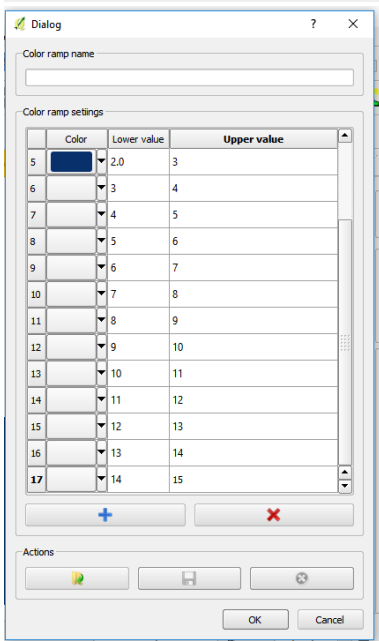 Dialog
Color ramp name
Color ramp setiings
Color Lower value Upper value
5 2.0 3
6 3 4
7 4 5
8 5 6
9 6 7
10 7 8
11 8 9
12 9 10
13 10 11
14 11 12
15 12 13
16 13 14
17 14 15
Actions
OK Cancel